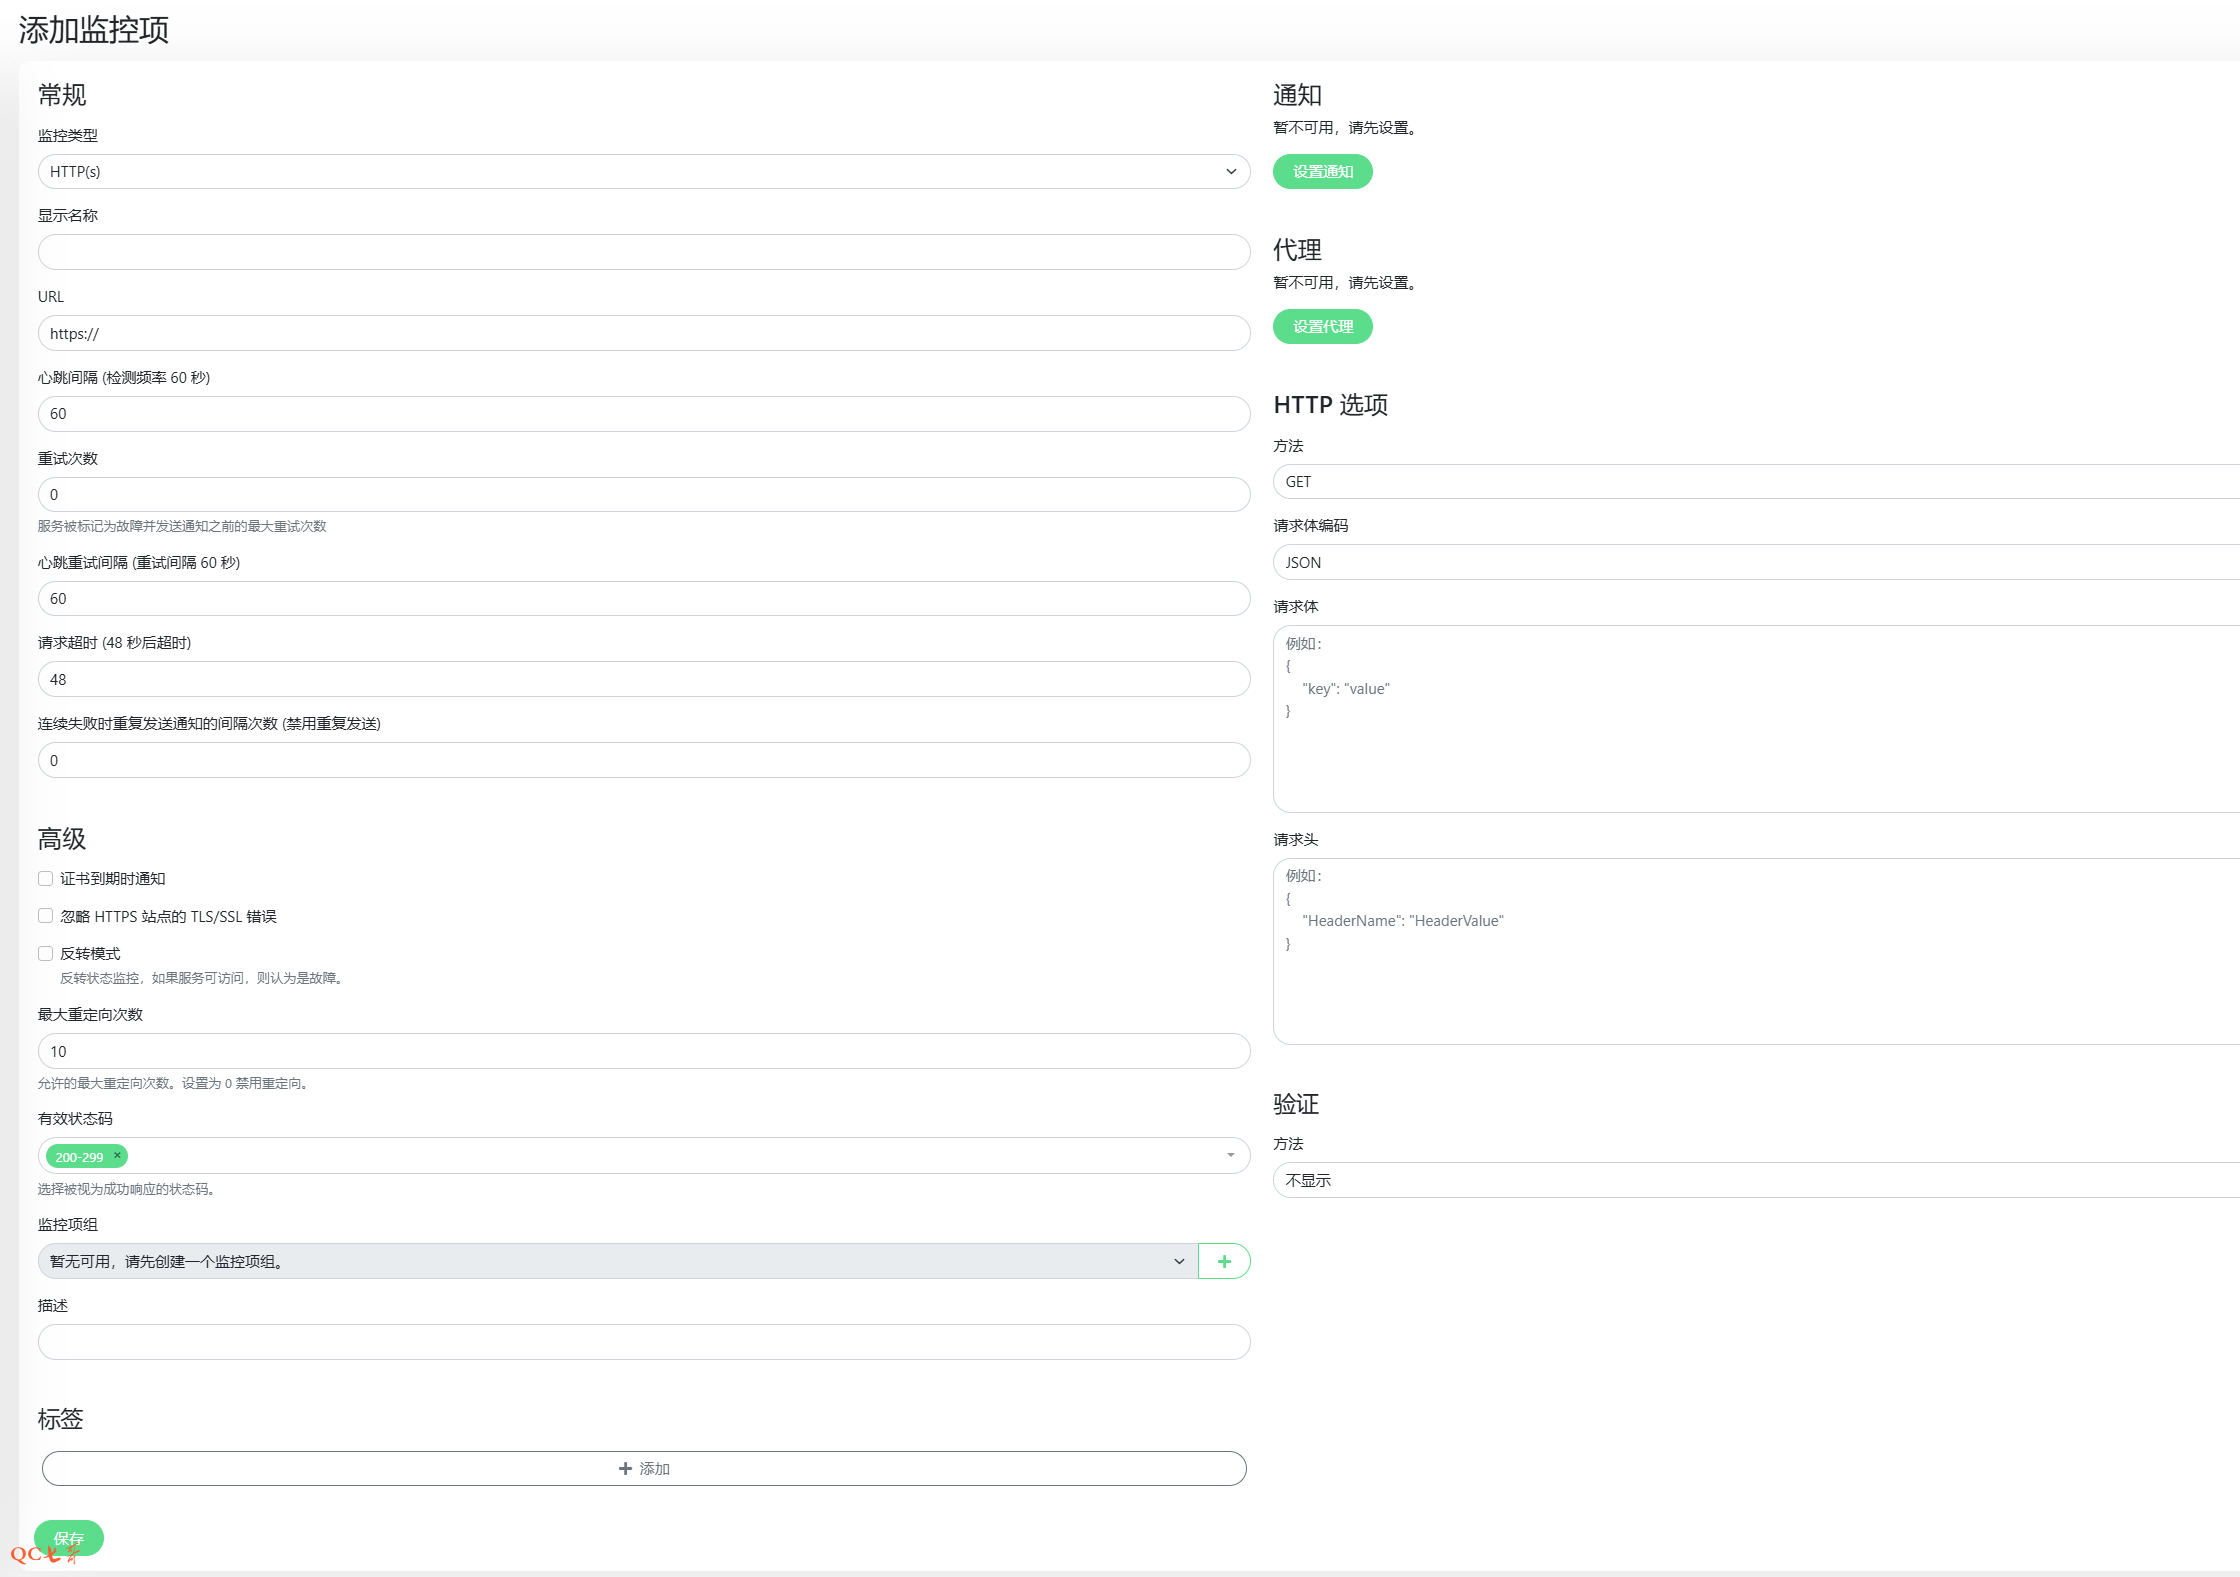 添加监控项
常规
监控类型
HTTP(s)
显示名称
URL
https://
心跳间隔 (检测频率 60 秒)
60
重试次数
0
服务被标记为故障并发送通知之前的最大重试次数
心跳重试间隔 (重试间隔 60 秒)
60
请求超时 (48 秒后超时)
48
连续失败时重复发送通知的间隔次数 (禁用重复发送)
0
高级
证书到期时通知
忽略 HTTPS 站点的 TLS/SSL 错误
反转模式
反转状态监控，如果服务可访问，则认为是故障。
最大重定向次数
10
允许的最大重定向次数。设置为 0 禁用重定向。
有效状态码
200-299 ×
选择被视为成功响应的状态码。
监控项组
暂无可用，请先创建一个监控项组。
+
描述
标签
+ 添加
保存
通知
暂不可用，请先设置。
设置通知
代理
暂不可用，请先设置。
设置代理
HTTP 选项
方法
GET
请求体编码
JSON
请求体
例如：
{
"key": "value"
}
请求头
例如：
{
"HeaderName": "HeaderValue"
}
验证
方法
不显示